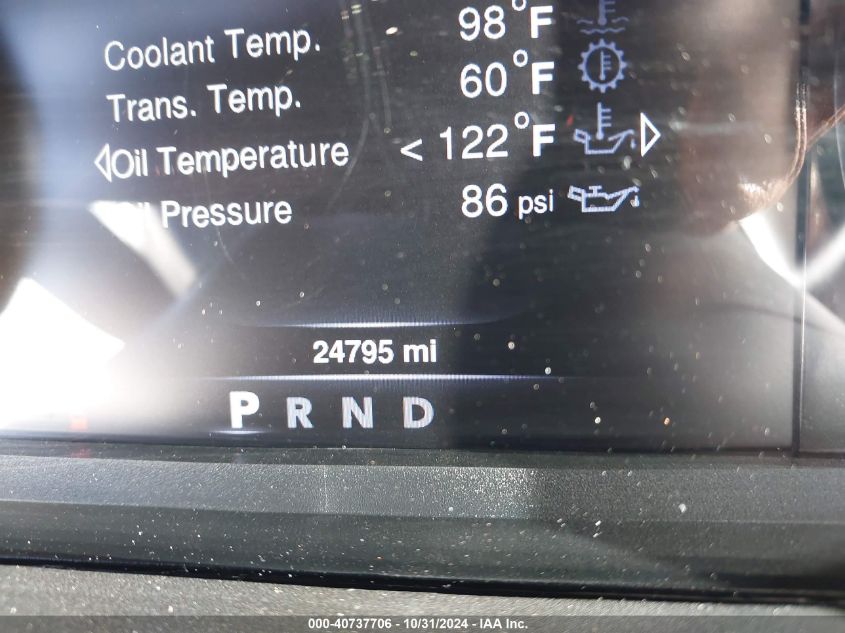 Coolant Temp. 98°F
Trans. Temp. 60°F
Oil Temperature < 122°F
Oil Pressure 86 psi
24795 mi
P R N D
000-40737706 - 10/31/2024 - IAA Inc.